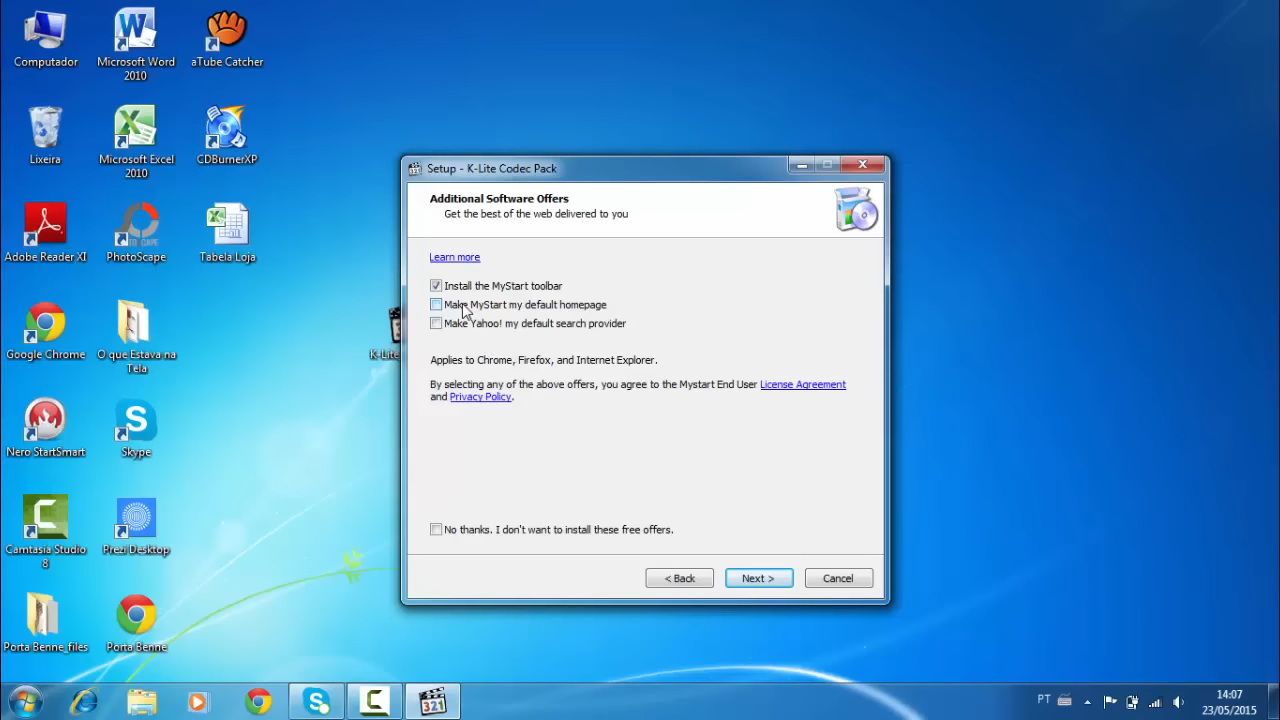 Computador
Microsoft Word
2010
aTube Catcher
Lixeira
Microsoft Excel
2010
CDBurnerXP
Adobe Reader XI
PhotoScape
Tabela Loja
Google Chrome
O que Estava na
Tela
K-Lite
Nero StartSmart
Skype
Camtasia Studio
8
Prezi Desktop
Porta Benne_files
Porta Benne
Setup - K-Lite Codec Pack
Additional Software Offers
Get the best of the web delivered to you
Learn more
Install the MyStart toolbar
Make MyStart my default homepage
Make Yahoo! my default search provider
Applies to Chrome, Firefox, and Internet Explorer.
By selecting any of the above offers, you agree to the Mystart End User License Agreement
and Privacy Policy.
No thanks. I don't want to install these free offers.
< Back
Next >
Cancel
321
PT
14:07
23/05/2015